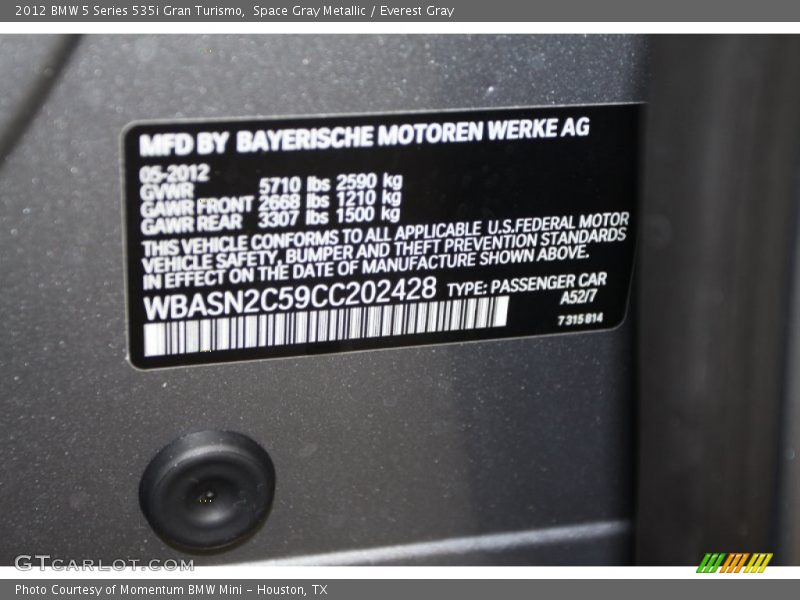 2012 BMW 5 Series 535i Gran Turismo,  Space Gray Metallic / Everest Gray
MFD BY BAYERISCHE MOTOREN WERKE AG
05-2012
GVWR 5710 lbs 2590 kg
GAWR FRONT 2668 lbs 1210 kg
GAWR REAR 3307 lbs 1500 kg
THIS VEHICLE CONFORMS TO ALL APPLICABLE U.S.FEDERAL MOTOR
VEHICLE SAFETY, BUMPER AND THEFT PREVENTION STANDARDS
IN EFFECT ON THE DATE OF MANUFACTURE SHOWN ABOVE.
WBASN2C59CC202428 TYPE: PASSENGER CAR
A52/7
7 315 814
GTCARLOT.COM
Photo Courtesy of Momentum BMW Mini - Houston, TX